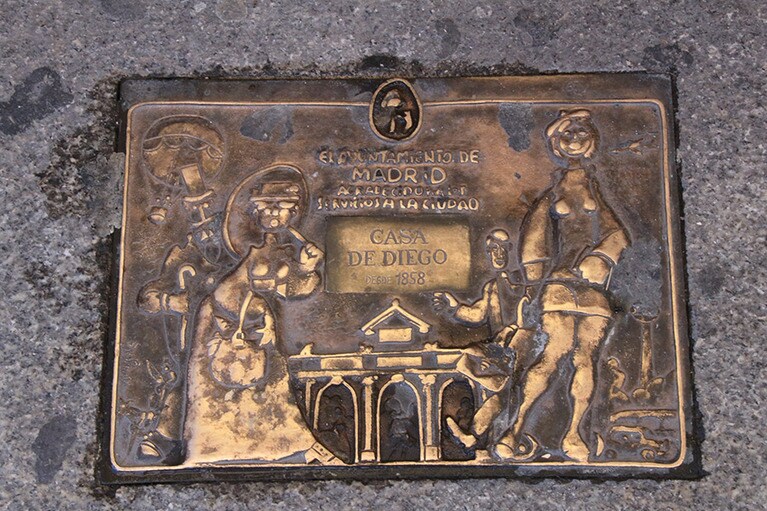 EL AYUNTAMIENTO DE
MADRID
SERVICIOS A LA CIUDAD
CASA
DE DIEGO
DESDE 1858